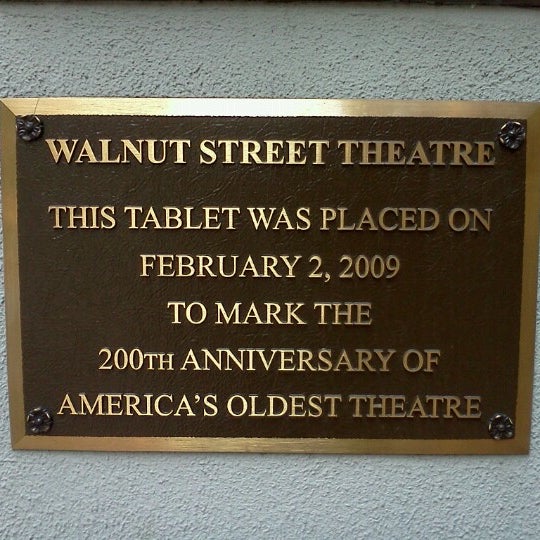 WALNUT STREET THEATRE
THIS TABLET WAS PLACED ON
FEBRUARY 2, 2009
TO MARK THE
200TH ANNIVERSARY OF
AMERICA'S OLDEST THEATRE